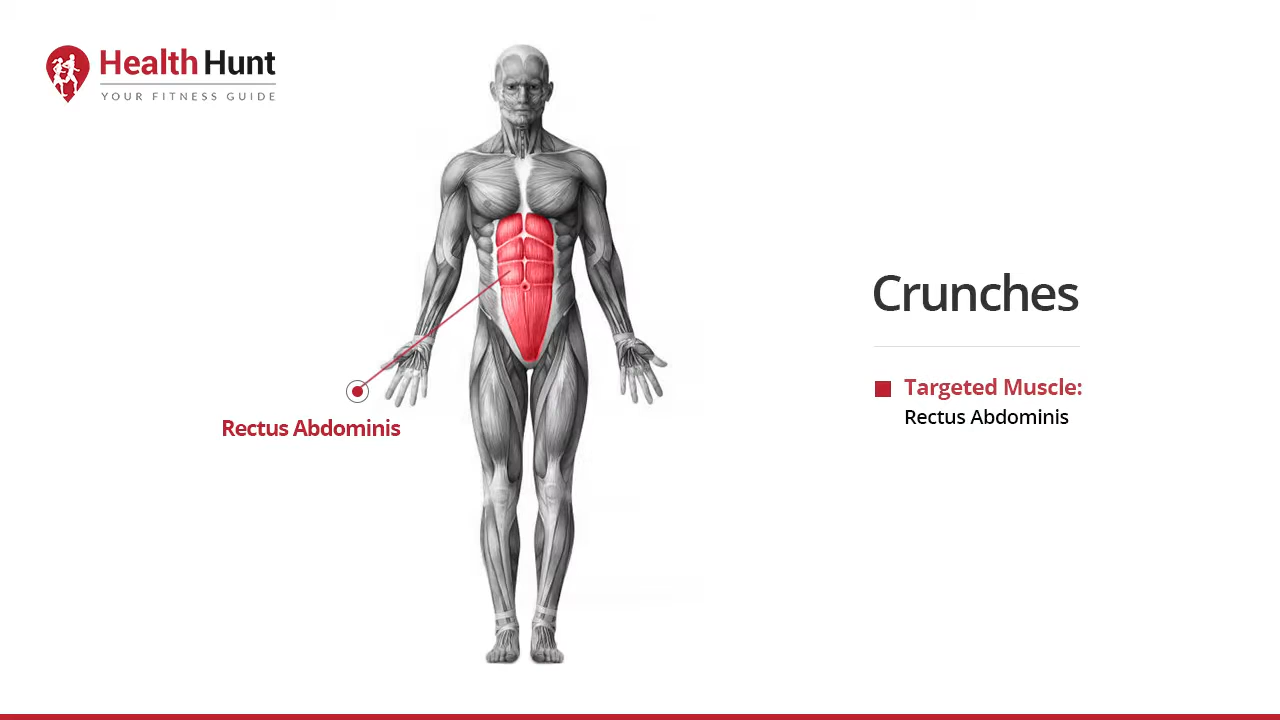 Health Hunt
YOUR FITNESS GUIDE
Crunches
Targeted Muscle:
Rectus Abdominis
Rectus Abdominis